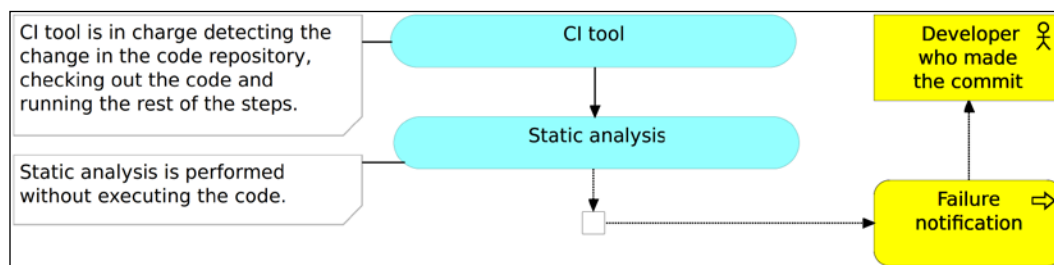 CI tool is in charge detecting the
change in the code repository,
checking out the code and
running the rest of the steps.
CI tool
Developer
who made
the commit
Static analysis
Static analysis is performed
without executing the code.
Failure
notification